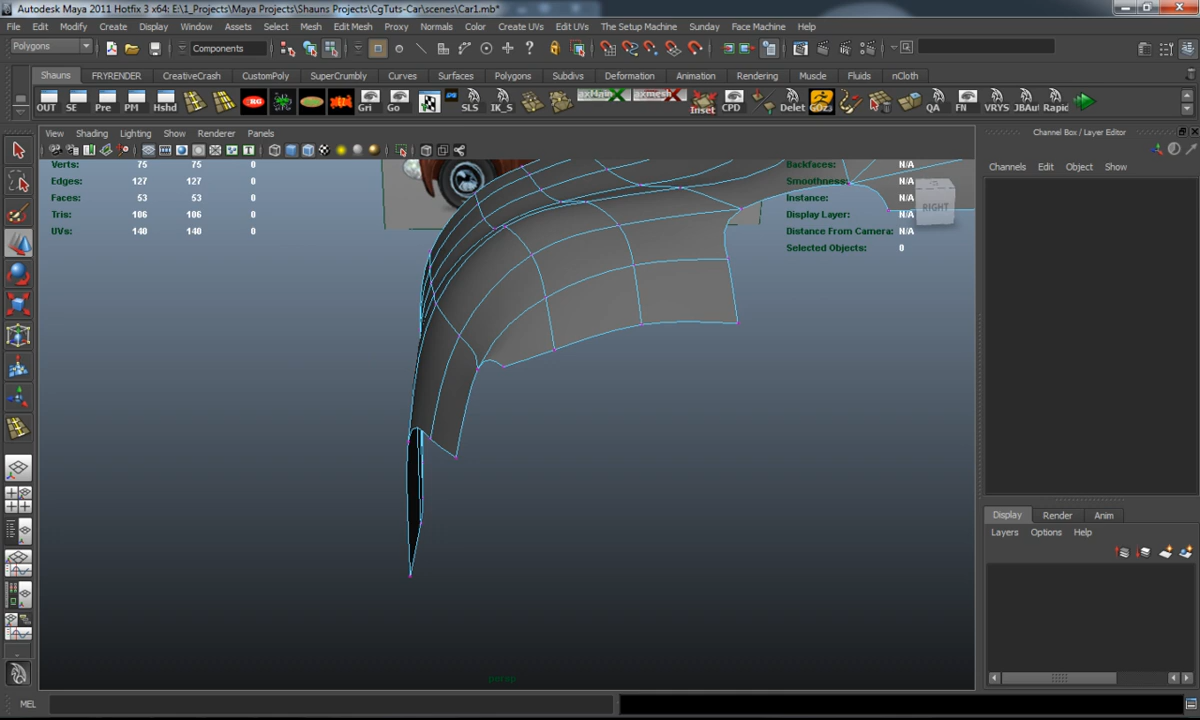 Autodesk Maya 2011 Hotfix 3 x64: E:\1_Projects\Maya Projects\Shauns Projects\CgTuts-Car\scenes\Car1.mb*
File Edit Modify Create Display Window Assets Select Mesh Edit Mesh Proxy Normals Color Create UVs Edit UVs The Setup Machine Sunday Face Machine Help
Polygons Components
Shauns FRYRENDER CreativeCrash CustomPoly SuperCrumbly Curves Surfaces Polygons Subdivs Deformation Animation Rendering Muscle Fluids nCloth
OUT SE Pre PM Hshd Gri Go SLS IK_S Inset CPD Delet GOz3 QA FN VRYS JBAut Rapid
View Shading Lighting Show Renderer Panels
Channel Box / Layer Editor
Channels Edit Object Show
Verts: 75 75 0
Edges: 127 127 0
Faces: 53 53 0
Tris: 106 106 0
UVs: 140 140 0
Backfaces: N/A
Smoothness: N/A
Instance: N/A
Display Layer: N/A
Distance From Camera: N/A
Selected Objects: 0
RIGHT
persp
Display Render Anim
Layers Options Help
MEL